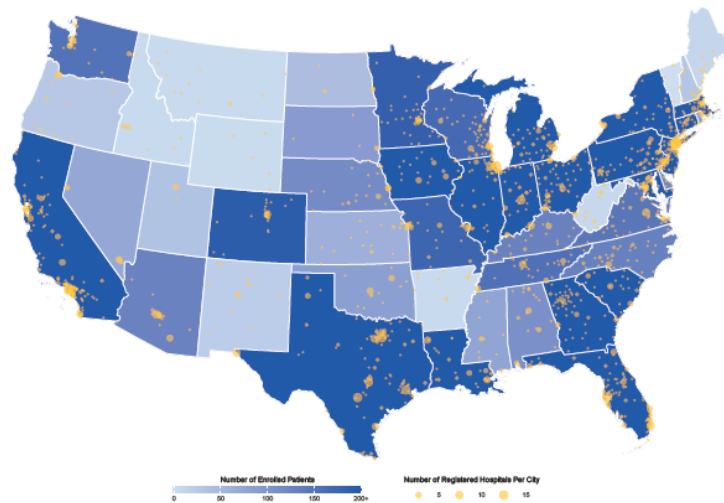 Number of Enrolled Patients
0 50 100 150 200+
Number of Registered Hospitals Per City
5 10 15